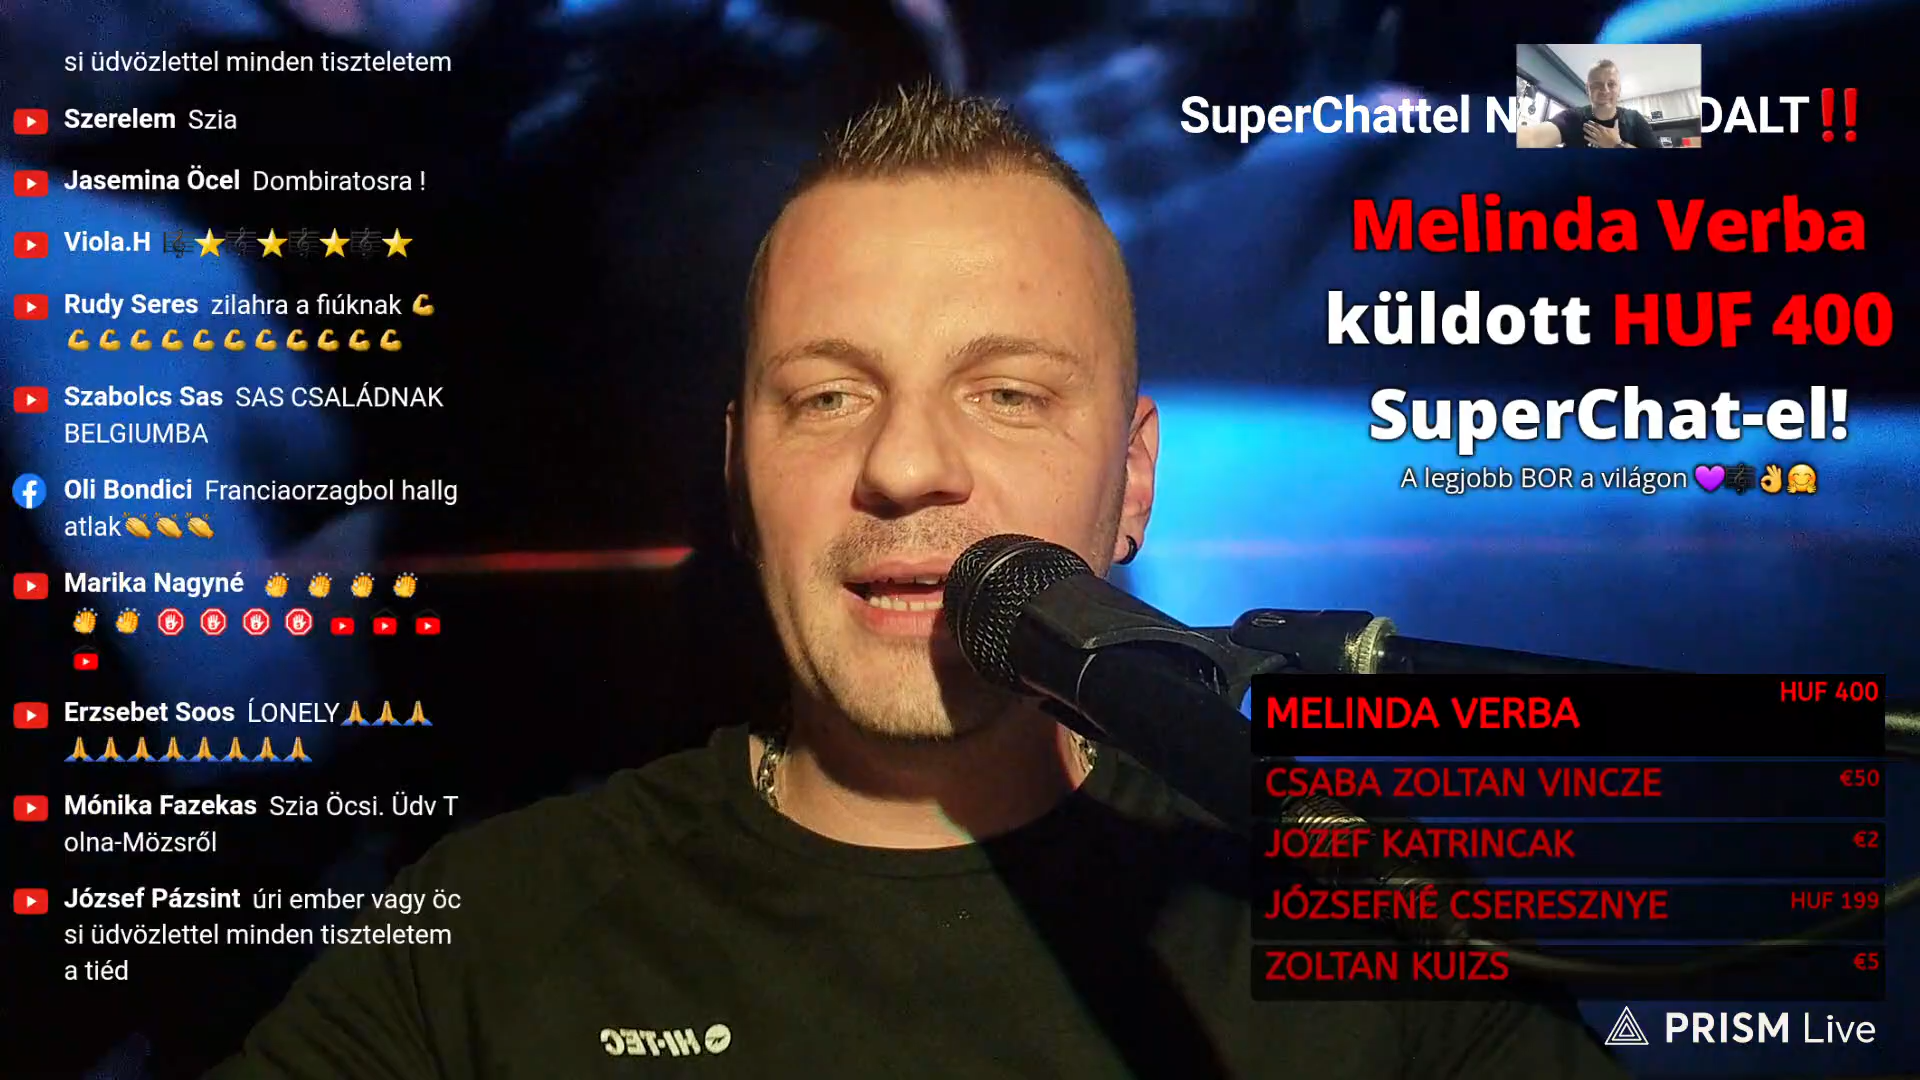 si üdvözlettel minden tiszteletem
Szerelem Szia
Jasemina Öcel Dombiratosra !
Viola.H 🎼⭐🎼⭐🎼⭐🎼⭐
Rudy Seres zilahra a fiúknak 💪
💪💪💪💪💪💪💪💪💪💪💪
Szabolcs Sas SAS CSALÁDNAK
BELGIUMBA
Oli Bondici Franciaorzagbol hallg
atlak👏👏👏
Marika Nagyné 👏 👏 👏 👏
👏 👏
Erzsebet Soos ĹONELY🙏🙏🙏
🙏🙏🙏🙏🙏🙏🙏🙏
Mónika Fazekas Szia Öcsi. Üdv T
olna-Mözsről
József Pázsint úri ember vagy öc
si üdvözlettel minden tiszteletem
a tiéd
SuperChattel DALT‼️
Melinda Verba
küldott HUF 400
SuperChat-el!
A legjobb BOR a világon 💜🎼👌🤗
MELINDA VERBA HUF 400
CSABA ZOLTAN VINCZE €50
JOZEF KATRINCAK €2
JÓZSEFNÉ CSERESZNYE HUF 199
ZOLTAN KUIZS €5
HI-TEC
PRISM Live